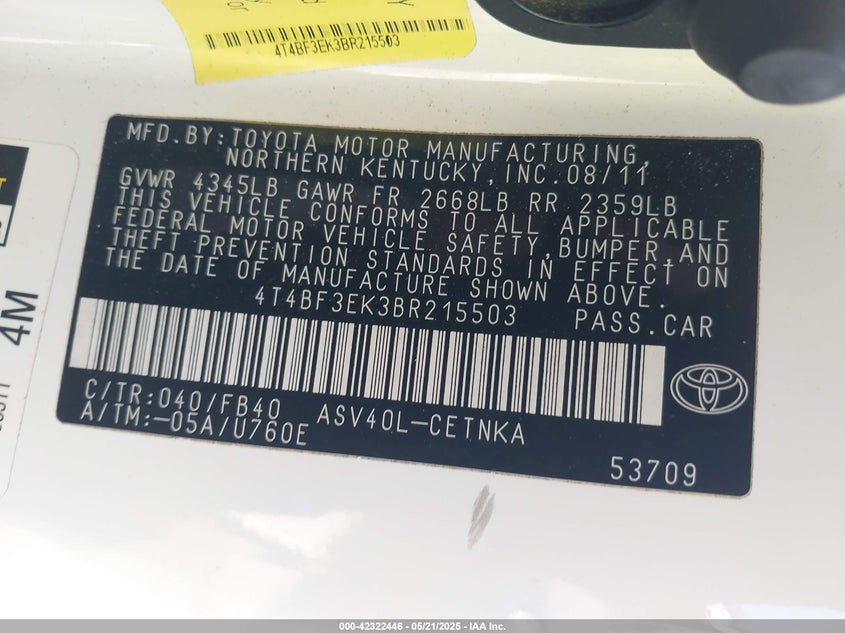 4T4BF3EK3BR215503
MFD.BY:TOYOTA MOTOR MANUFACTURING,
NORTHERN KENTUCKY,INC.08/11
GVWR 4345LB GAWR FR 2668LB RR 2359LB
THIS VEHICLE CONFORMS TO ALL APPLICABLE
FEDERAL MOTOR VEHICLE SAFETY,BUMPER,AND
THEFT PREVENTION STANDARDS IN EFFECT ON
THE DATE OF MANUFACTURE SHOWN ABOVE.
4T4BF3EK3BR215503 PASS.CAR
C/TR:040/FB40 ASV40L-CETNKA
A/TM:-05A/U760E
53709
4M
000-42322446 - 05/21/2025 - IAA Inc.